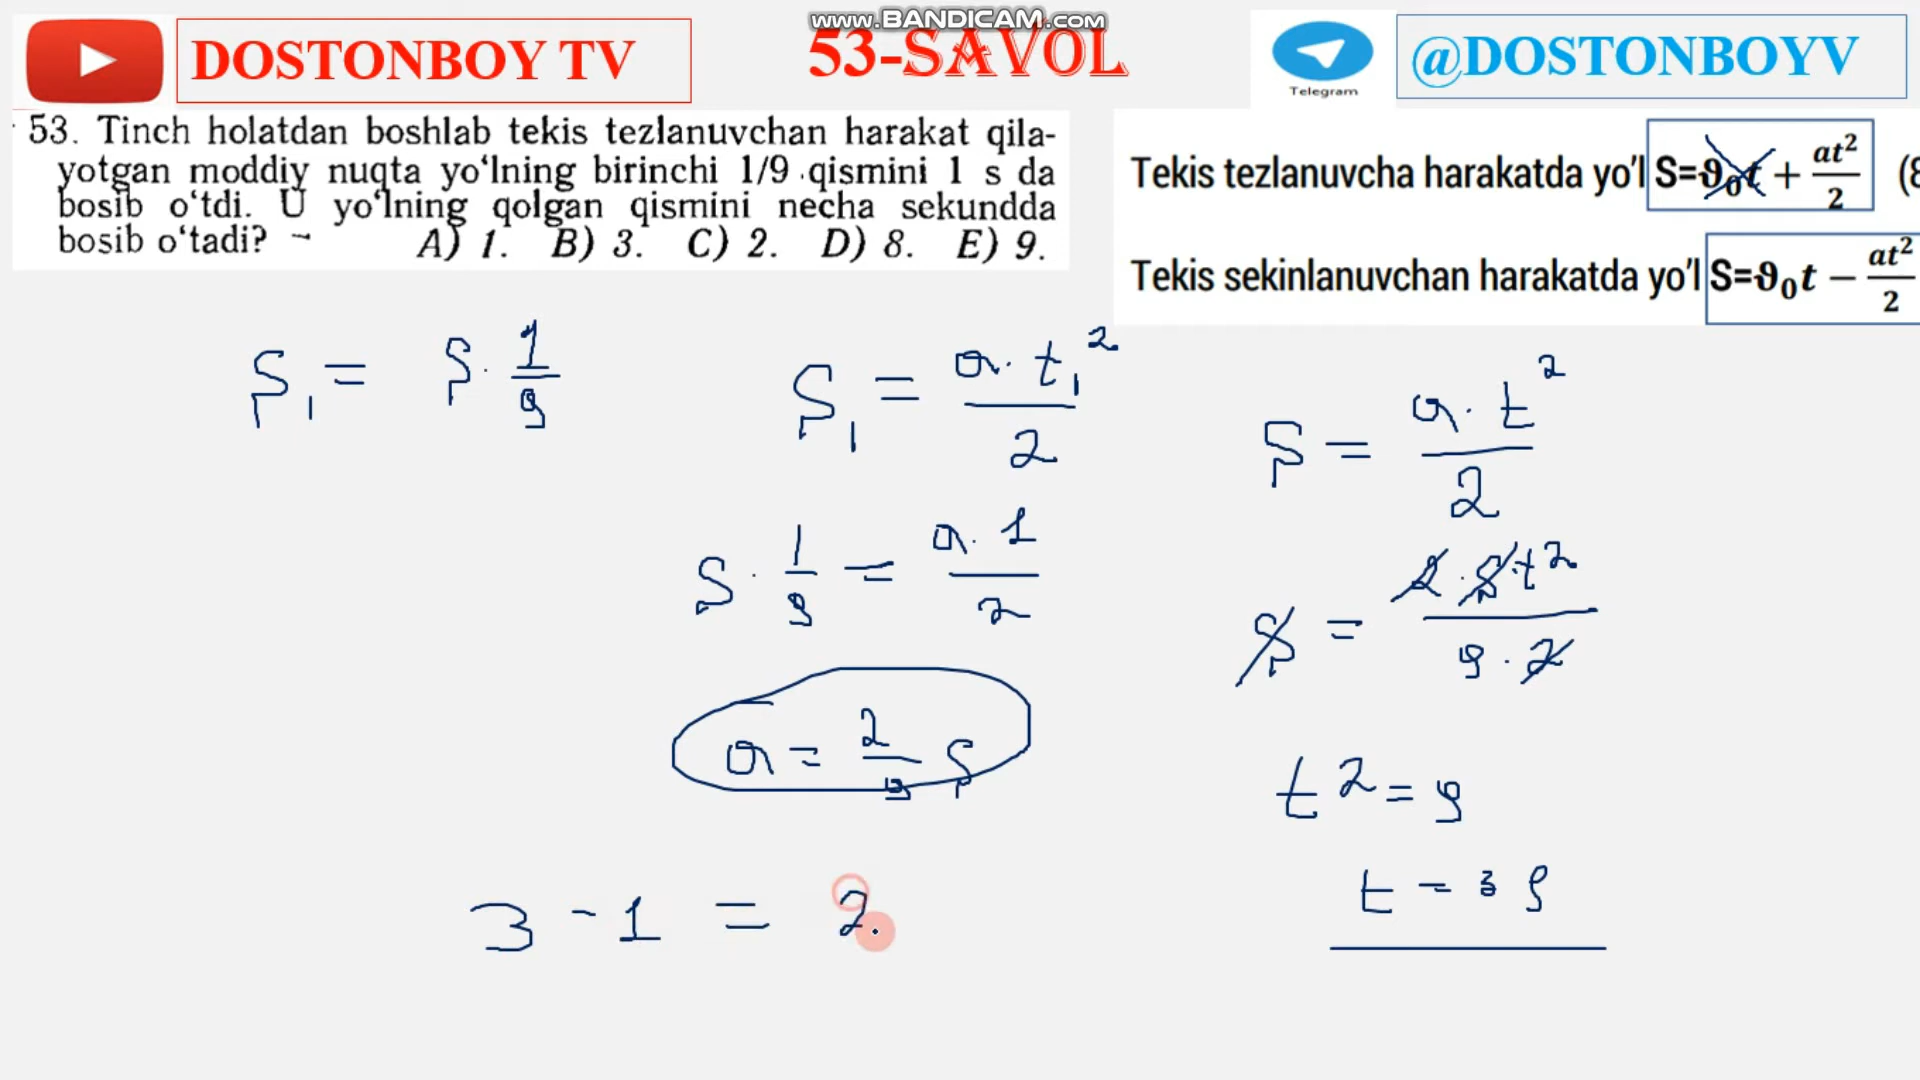 www.BANDICAM.com
DOSTONBOY TV
53-SAVOL
Telegram
@DOSTONBOYV
53. Tinch holatdan boshlab tekis tezlanuvchan harakat qila-
yotgan moddiy nuqta yo‘lning birinchi 1/9 qismini 1 s da
bosib o‘tdi. U yo‘lning qolgan qismini necha sekundda
bosib o‘tadi? – A) 1. B) 3. C) 2. D) 8. E) 9.
Tekis tezlanuvcha harakatda yo'l S=ϑ₀t + at²/2 (8
Tekis sekinlanuvchan harakatda yo'l S=ϑ₀t − at²/2
S₁ = S · 1/9
S₁ = a · t₁²/2
S = a · t²/2
S · 1/9 = a · 1/2
S = 2 · S · t²/9 · 2
a = 2/9 S
t² = 9
t = 3 s
3 - 1 = 2